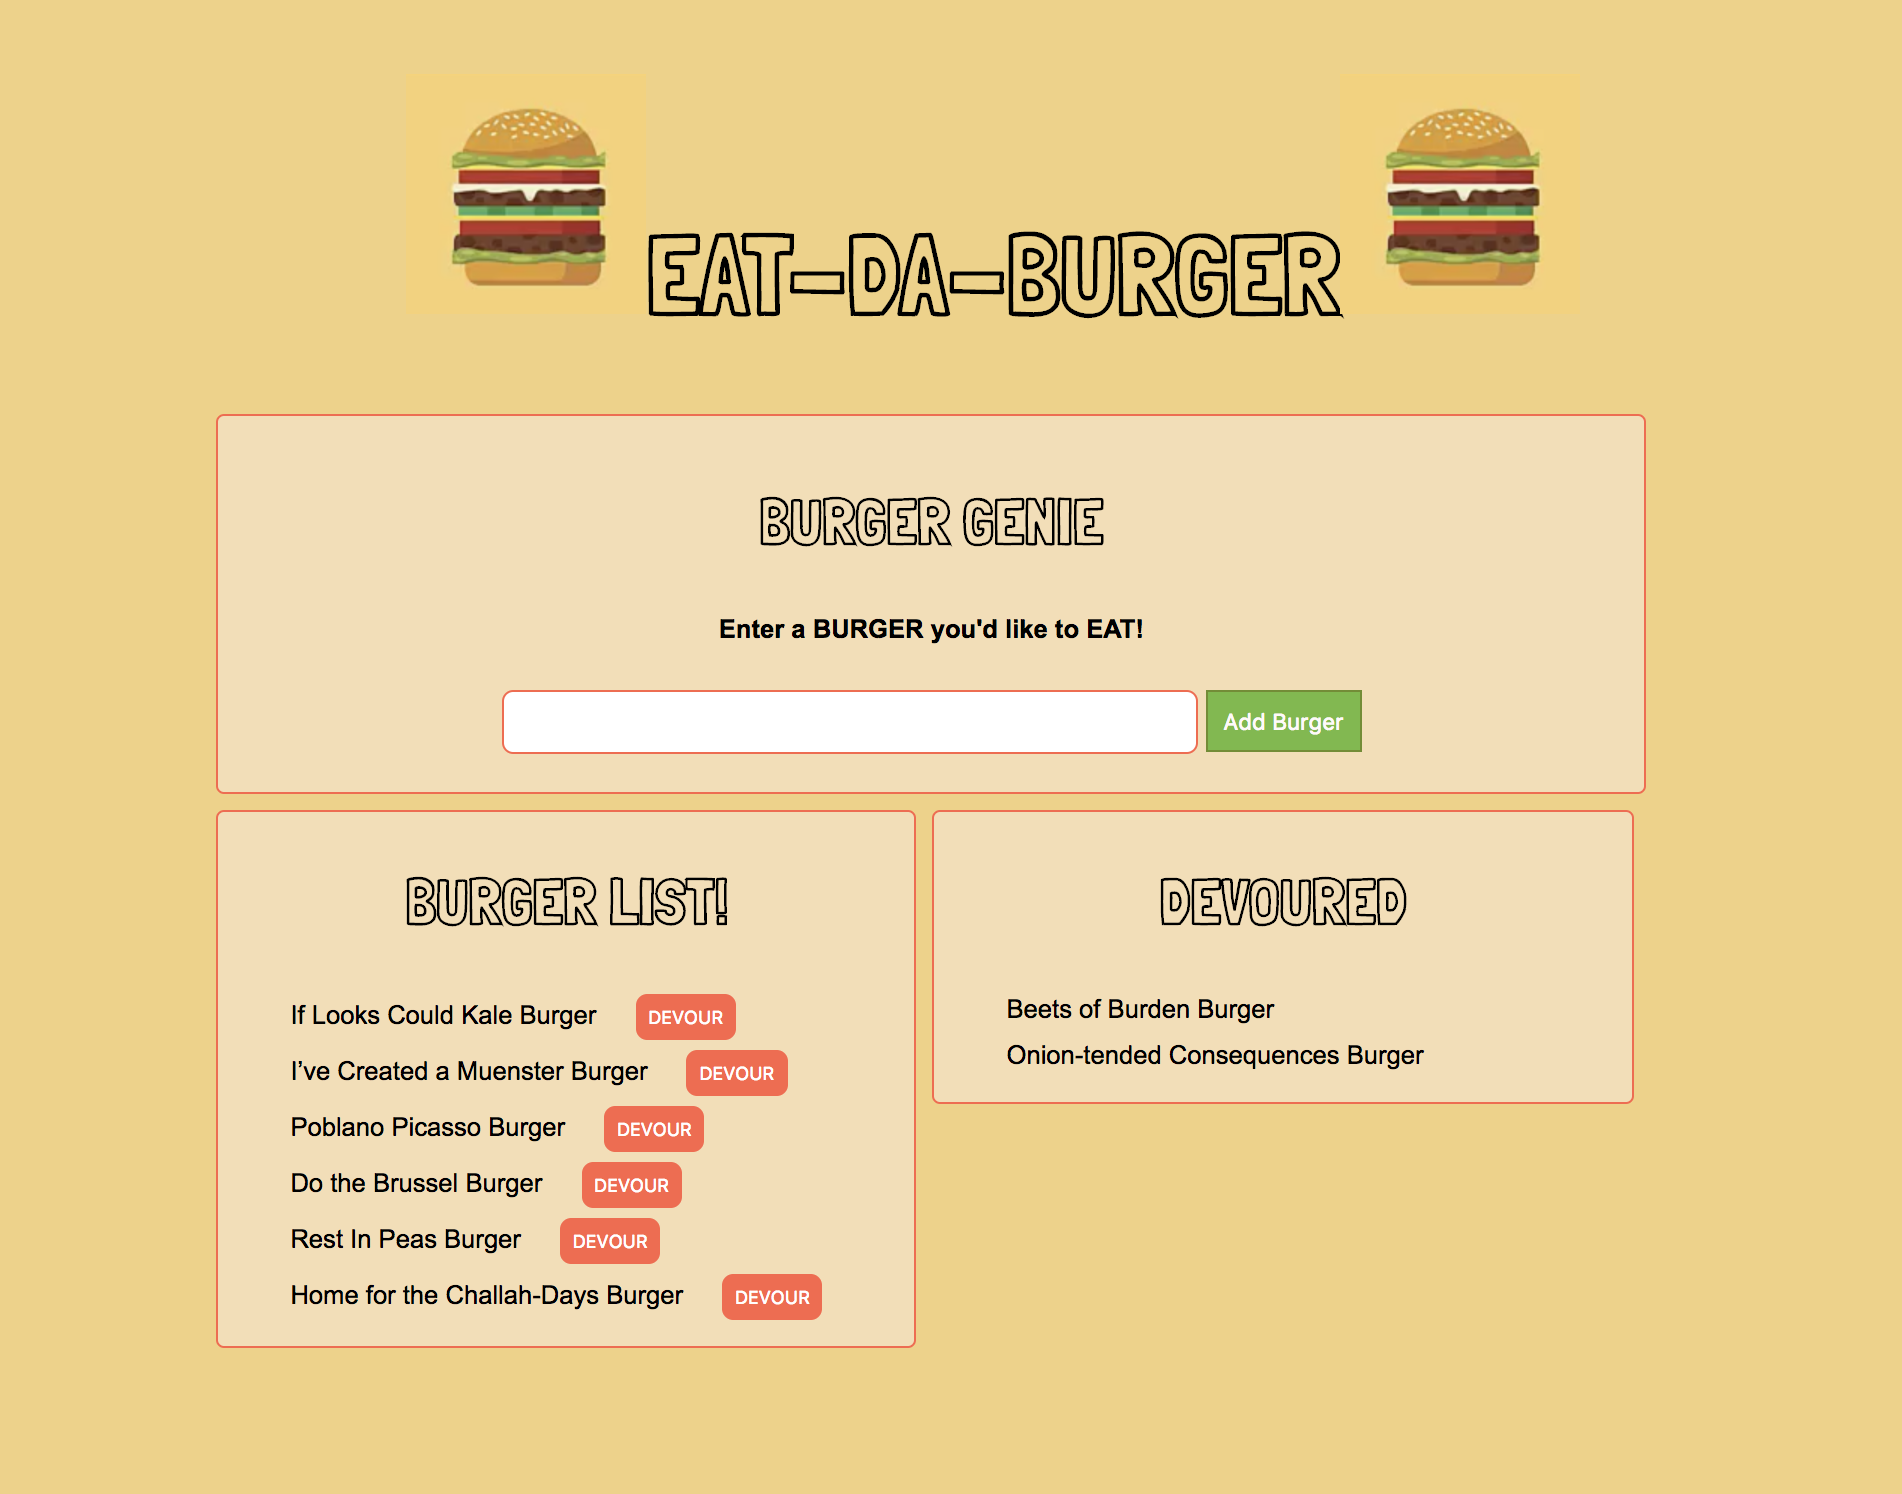 EAT-DA-BURGER
BURGER GENIE
Enter a BURGER you'd like to EAT!
Add Burger
BURGER LIST!
If Looks Could Kale Burger DEVOUR
I’ve Created a Muenster Burger DEVOUR
Poblano Picasso Burger DEVOUR
Do the Brussel Burger DEVOUR
Rest In Peas Burger DEVOUR
Home for the Challah-Days Burger DEVOUR
DEVOURED
Beets of Burden Burger
Onion-tended Consequences Burger